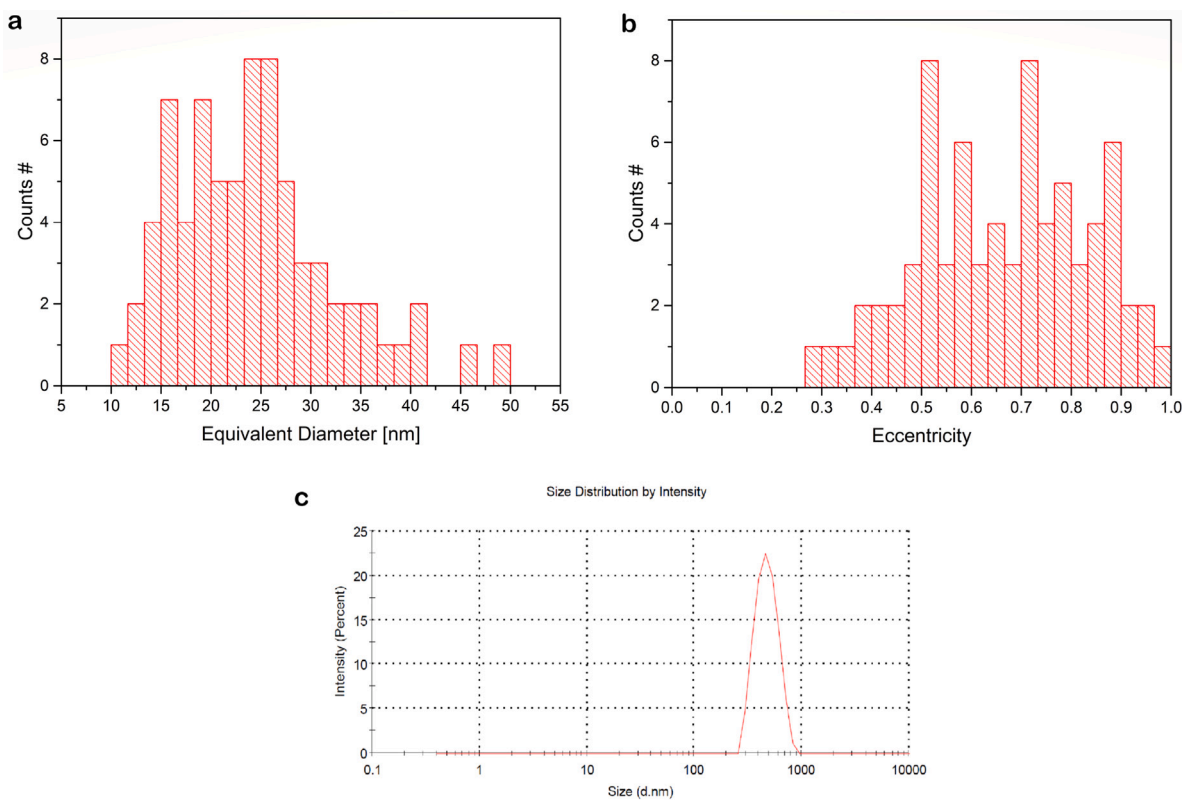 a
Counts #
8
6
4
2
0
5 10 15 20 25 30 35 40 45 50 55
Equivalent Diameter [nm]
b
Counts #
8
6
4
2
0
0.0 0.1 0.2 0.3 0.4 0.5 0.6 0.7 0.8 0.9 1.0
Eccentricity
c
Size Distribution by Intensity
Intensity (Percent)
25
20
15
10
5
0
0.1 1 10 100 1000 10000
Size (d.nm)